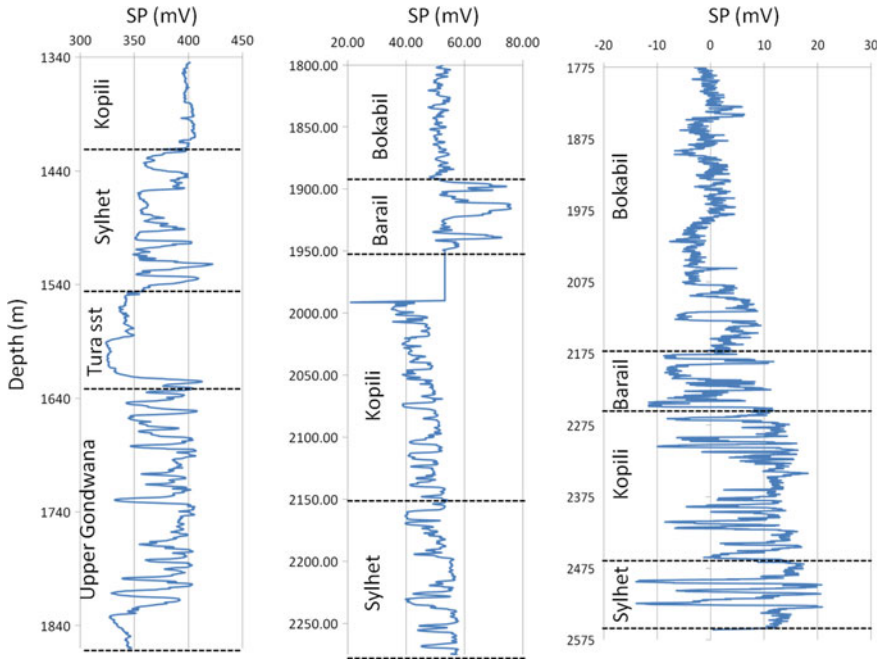 SP (mV)
300 350 400 450
Depth (m)
1340
1440
1540
1640
1740
1840
Kopili
Sylhet
Tura sst
Upper Gondwana
SP (mV)
20.00 40.00 60.00 80.00
1800.00
1850.00
1900.00
1950.00
2000.00
2050.00
2100.00
2150.00
2200.00
2250.00
Bokabil
Barail
Kopili
Sylhet
SP (mV)
-20 -10 0 10 20 30
1775
1875
1975
2075
2175
2275
2375
2475
2575
Bokabil
Barail
Kopili
Sylhet